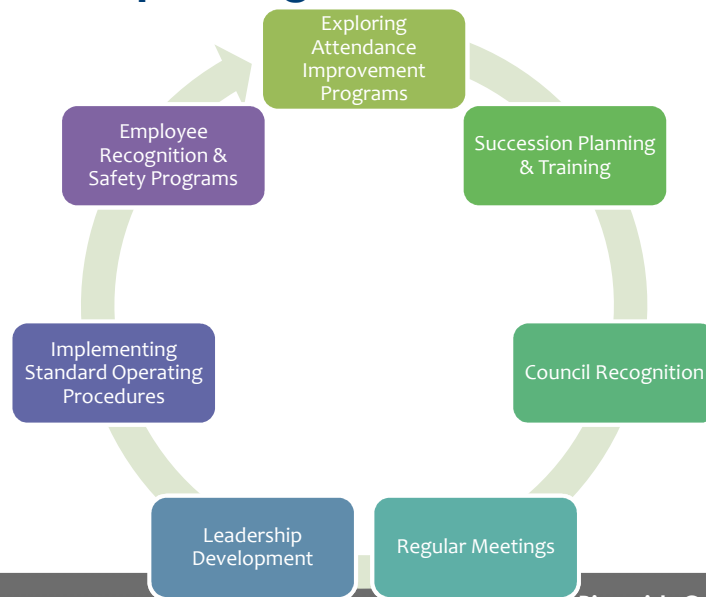 Exploring
Attendance
Improvement
Programs
Succession Planning
& Training
Council Recognition
Regular Meetings
Leadership
Development
Implementing
Standard Operating
Procedures
Employee
Recognition &
Safety Programs